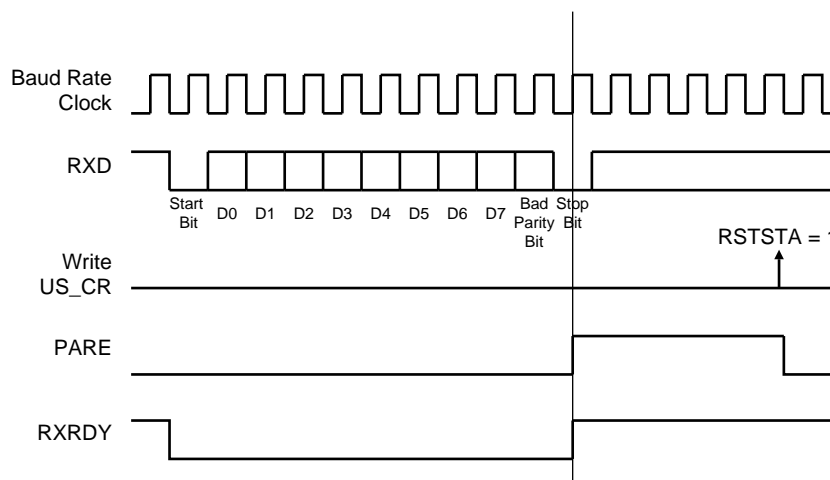 Baud Rate
Clock
RXD
Start
Bit
D0 D1 D2 D3 D4 D5 D6 D7
Bad
Parity
Bit
Stop
Bit
RSTSTA = 1
Write
US_CR
PARE
RXRDY